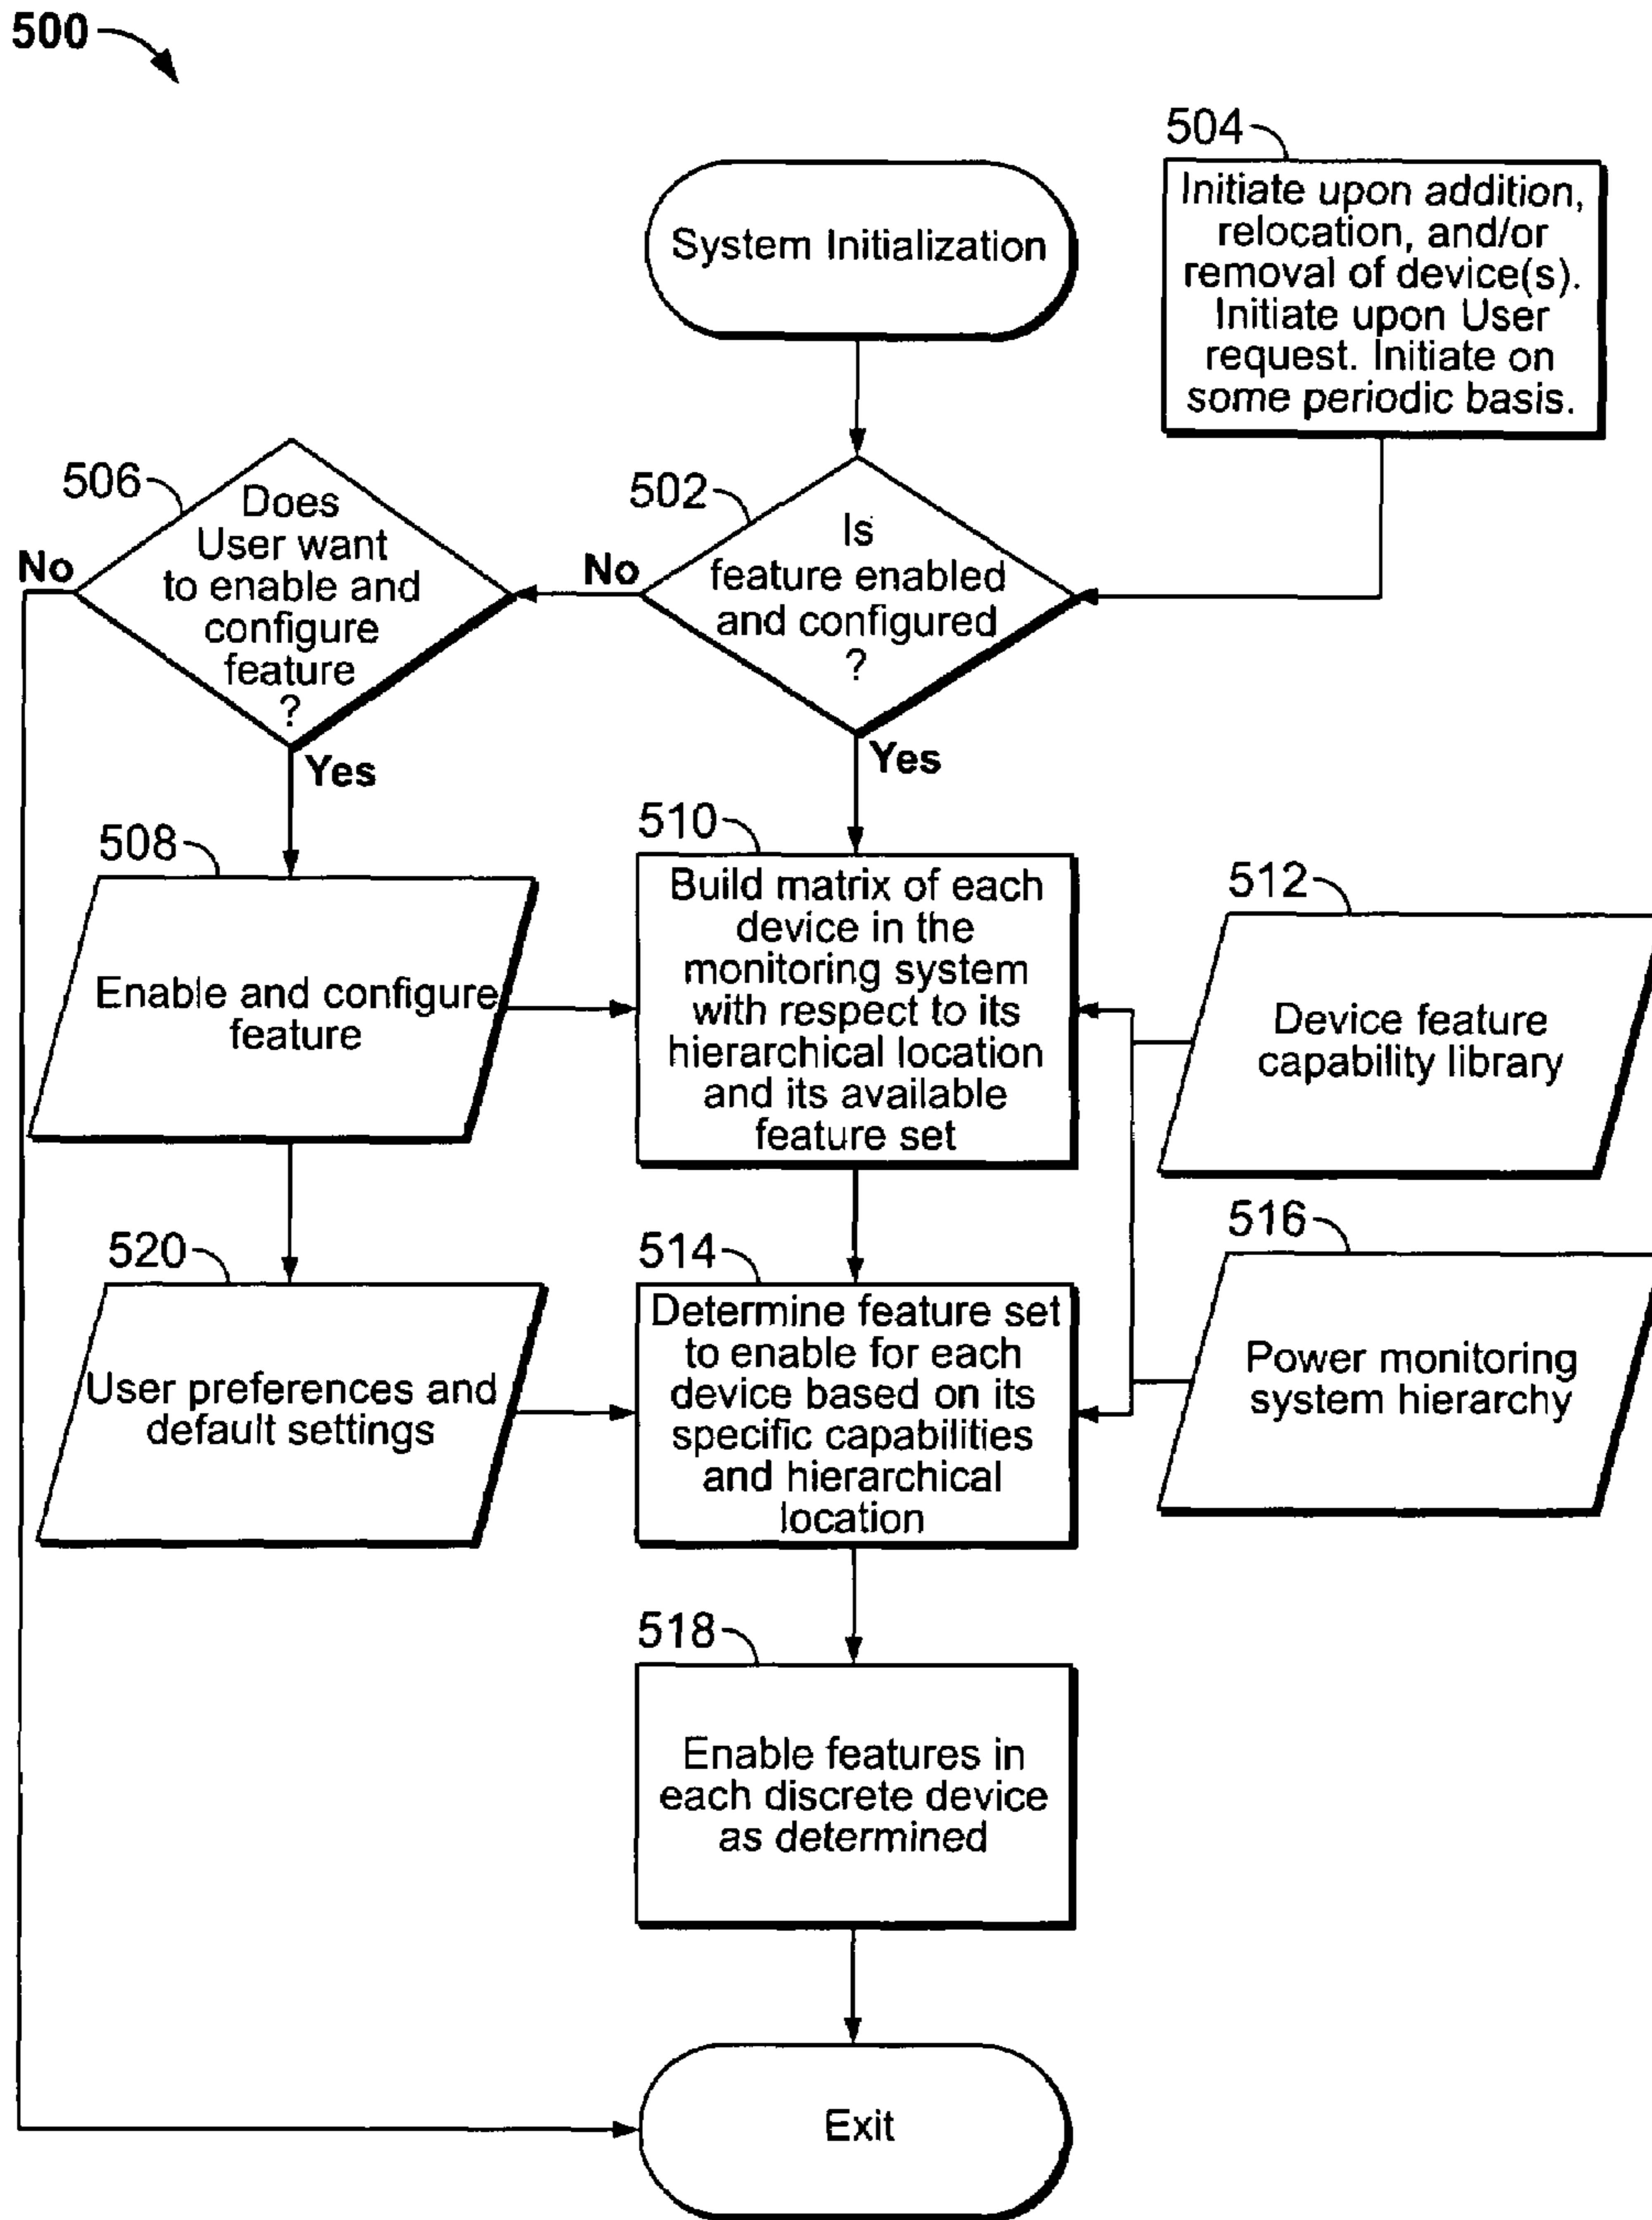 500
504
Initiate upon addition,
relocation, and/or
removal of device(s).
Initiate upon User
request. Initiate on
some periodic basis.
System Initialization
506
Does
User want
to enable and
configure
feature
?
No
Yes
502
Is
feature enabled
and configured
?
No
Yes
508
Enable and configure
feature
510
Build matrix of each
device in the
monitoring system
with respect to its
hierarchical location
and its available
feature set
512
Device feature
capability library
520
User preferences and
default settings
514
Determine feature set
to enable for each
device based on its
specific capabilities
and hierarchical
location
516
Power monitoring
system hierarchy
518
Enable features in
each discrete device
as determined
Exit